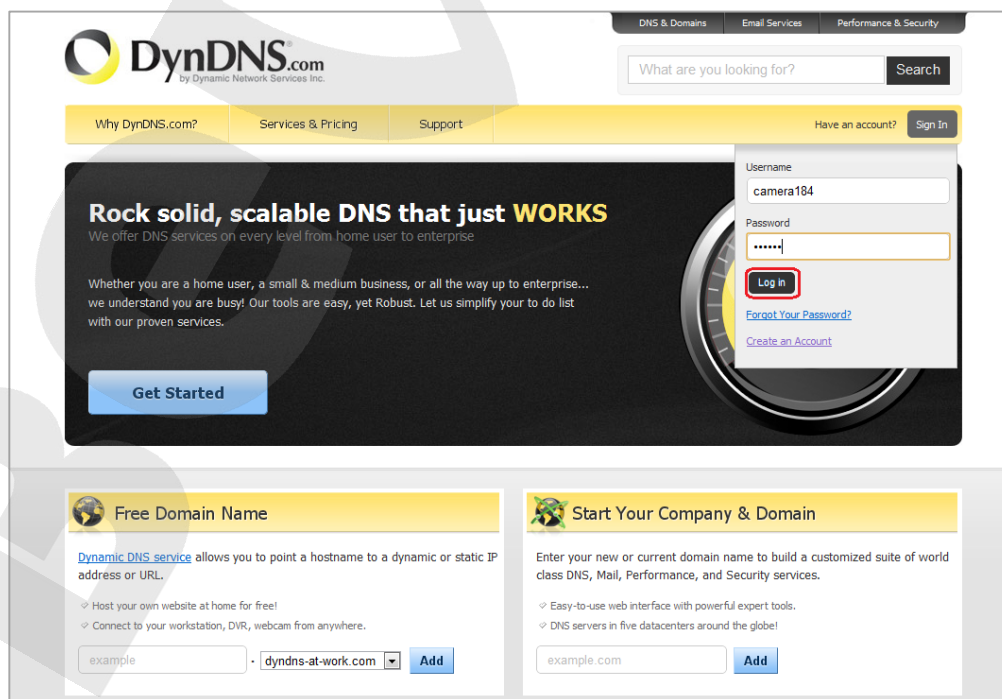 DNS & Domains Email Services Performance & Security
DynDNS.com
by Dynamic Network Services Inc.
What are you looking for? Search
Why DynDNS.com? Services & Pricing Support Have an account? Sign In
Username
camera184
Password
••••••
Log in
Forgot Your Password?
Create an Account
Rock solid, scalable DNS that just WORKS
We offer DNS services on every level from home user to enterprise
Whether you are a home user, a small & medium business, or all the way up to enterprise...
we understand you are busy! Our tools are easy, yet Robust. Let us simplify your to do list
with our proven services.
Get Started
Free Domain Name
Dynamic DNS service allows you to point a hostname to a dynamic or static IP
address or URL.
Host your own website at home for free!
Connect to your workstation, DVR, webcam from anywhere.
example . dyndns-at-work.com Add
Start Your Company & Domain
Enter your new or current domain name to build a customized suite of world
class DNS, Mail, Performance, and Security services.
Easy-to-use web interface with powerful expert tools.
DNS servers in five datacenters around the globe!
example.com Add